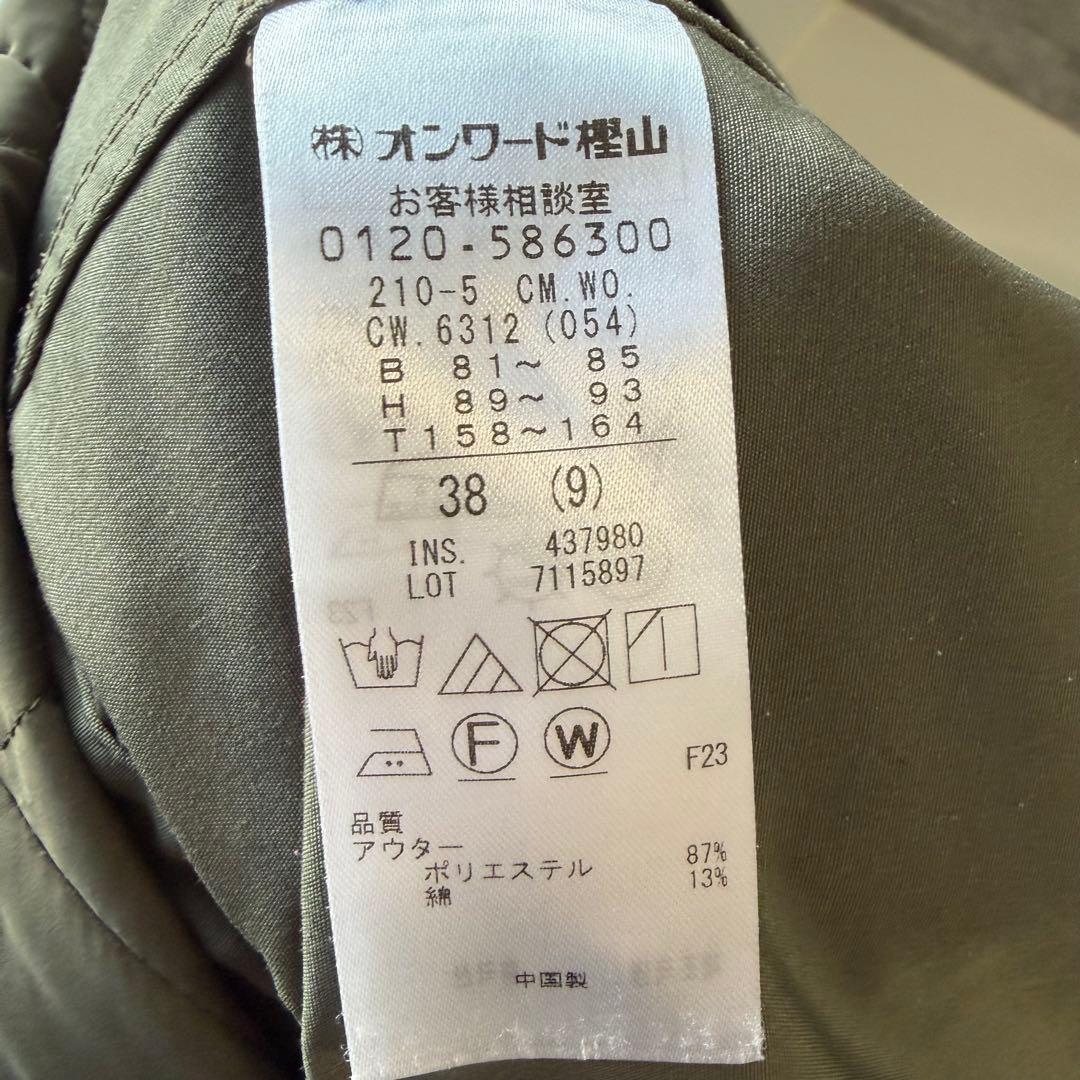 ㈱オンワード樫山
お客様相談室
0120-586300
210-5 CM.WO.
CW.6312(054)
B 81～ 85
H 89～ 93
T158～164
38 (9)
INS. 437980
LOT 7115897
F W
F23
品質
アウター
ポリエステル 87%
綿 13%
中国製